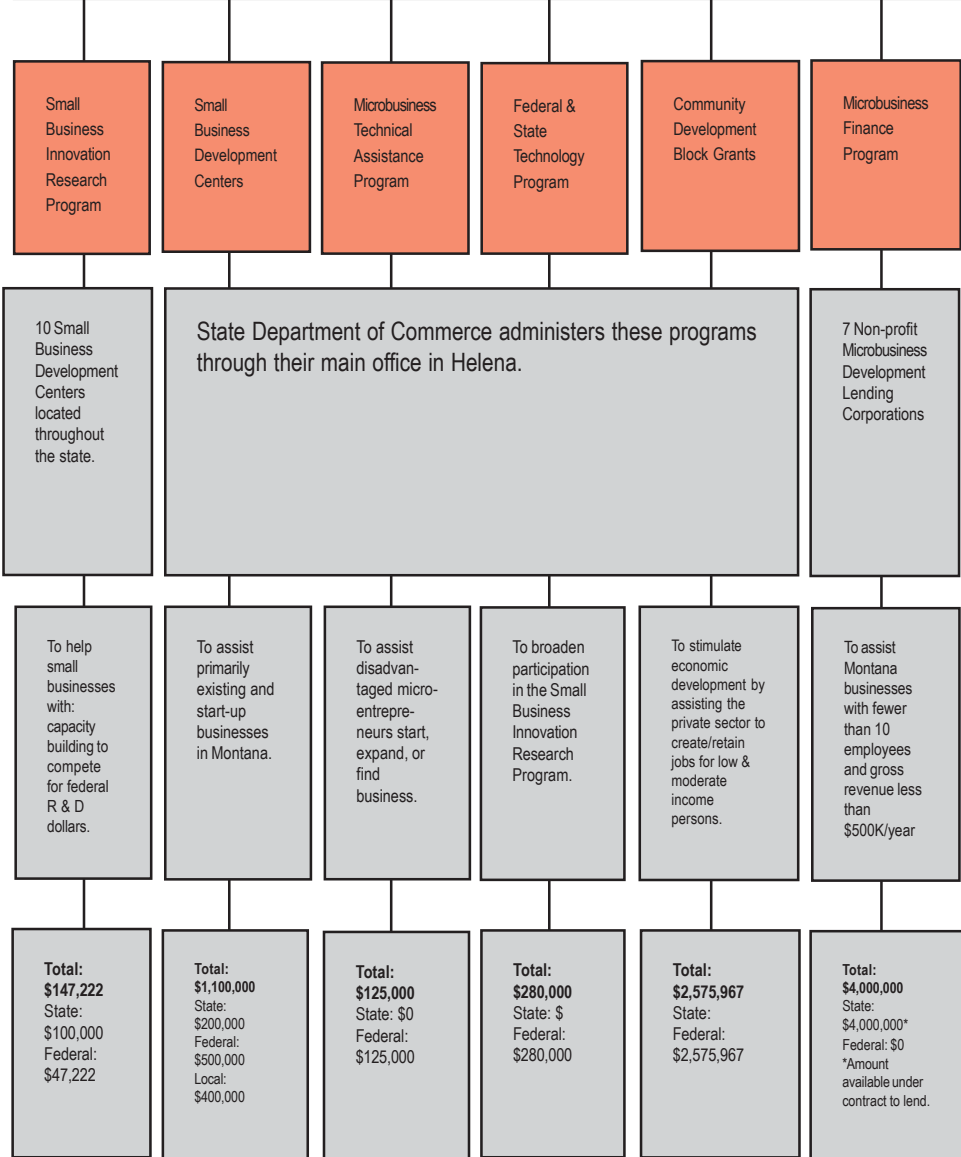 Small
Business
Innovation
Research
Program
Small
Business
Development
Centers
Microbusiness
Technical
Assistance
Program
Federal &
State
Technology
Program
Community
Development
Block Grants
Microbusiness
Finance
Program
10 Small
Business
Development
Centers
located
throughout
the state.
State Department of Commerce administers these programs
through their main office in Helena.
7 Non-profit
Microbusiness
Development
Lending
Corporations
To help
small
businesses
with:
capacity
building to
compete
for federal
R & D
dollars.
To assist
primarily
existing and
start-up
businesses
in Montana.
To assist
disadvan-
taged micro-
entrepre-
neurs start,
expand, or
find
business.
To broaden
participation
in the Small
Business
Innovation
Research
Program.
To stimulate
economic
development by
assisting the
private sector to
create/retain
jobs for low &
moderate
income
persons.
To assist
Montana
businesses
with fewer
than 10
employees
and gross
revenue less
than
$500K/year
Total:
$147,222
State:
$100,000
Federal:
$47,222
Total:
$1,100,000
State:
$200,000
Federal:
$500,000
Local:
$400,000
Total:
$125,000
State: $0
Federal:
$125,000
Total:
$280,000
State: $
Federal:
$280,000
Total:
$2,575,967
State:
Federal:
$2,575,967
Total:
$4,000,000
State:
$4,000,000*
Federal: $0
*Amount
available under
contract to lend.